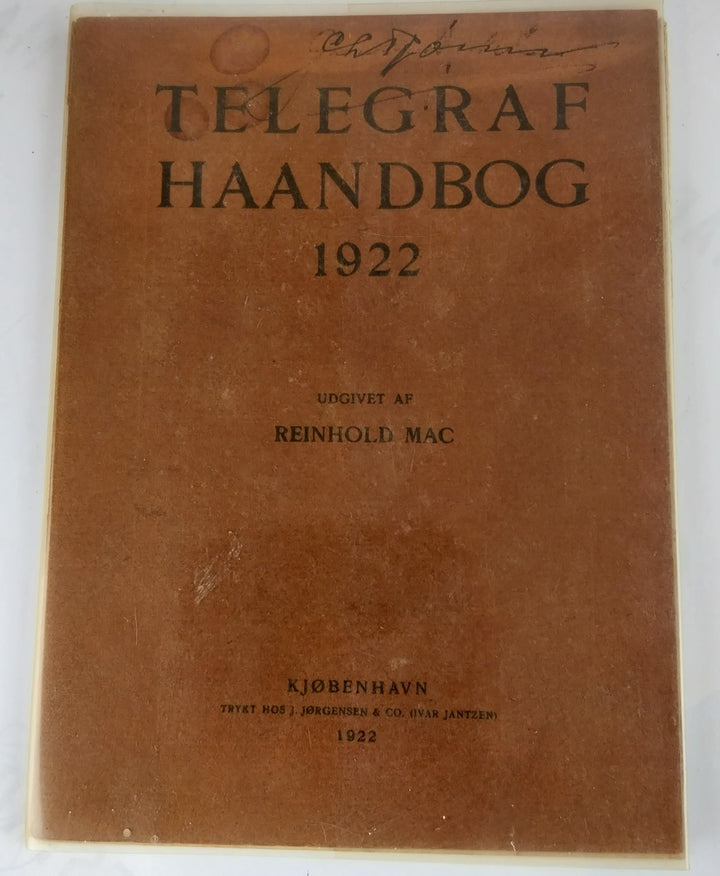 TELEGRAF
HAANDBOG
1922
UDGIVET AF
REINHOLD MAC
KJØBENHAVN
TRYKT HOS J. JØRGENSEN & CO. (IVAR JANTZEN)
1922